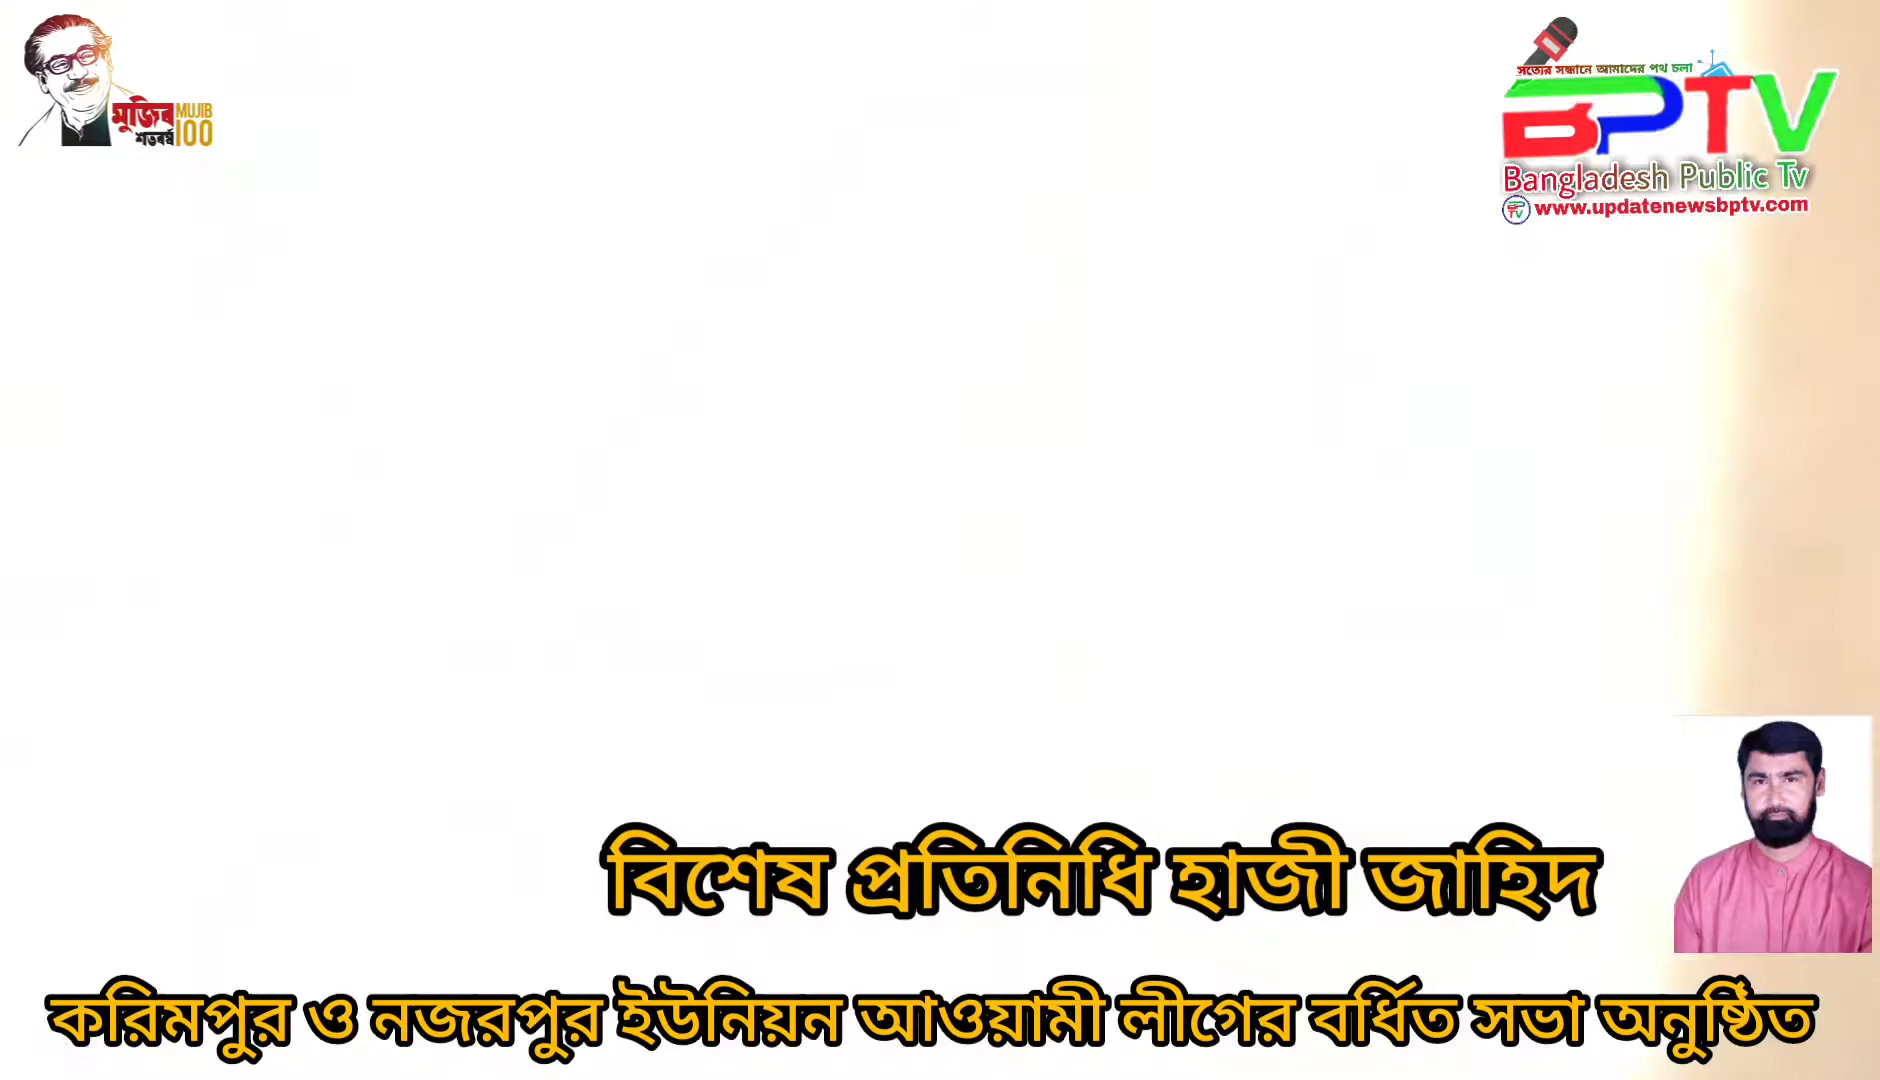 মুজিব MUJIB
শতবর্ষ 100
সত্যের সন্ধানে আমাদের পথ চলা
BPTV
Bangladesh Public Tv
www.updatenewsbptv.com
বিশেষ প্রতিনিধি হাজী জাহিদ
করিমপুর ও নজরপুর ইউনিয়ন আওয়ামী লীগের বর্ধিত সভা অনুষ্ঠিত